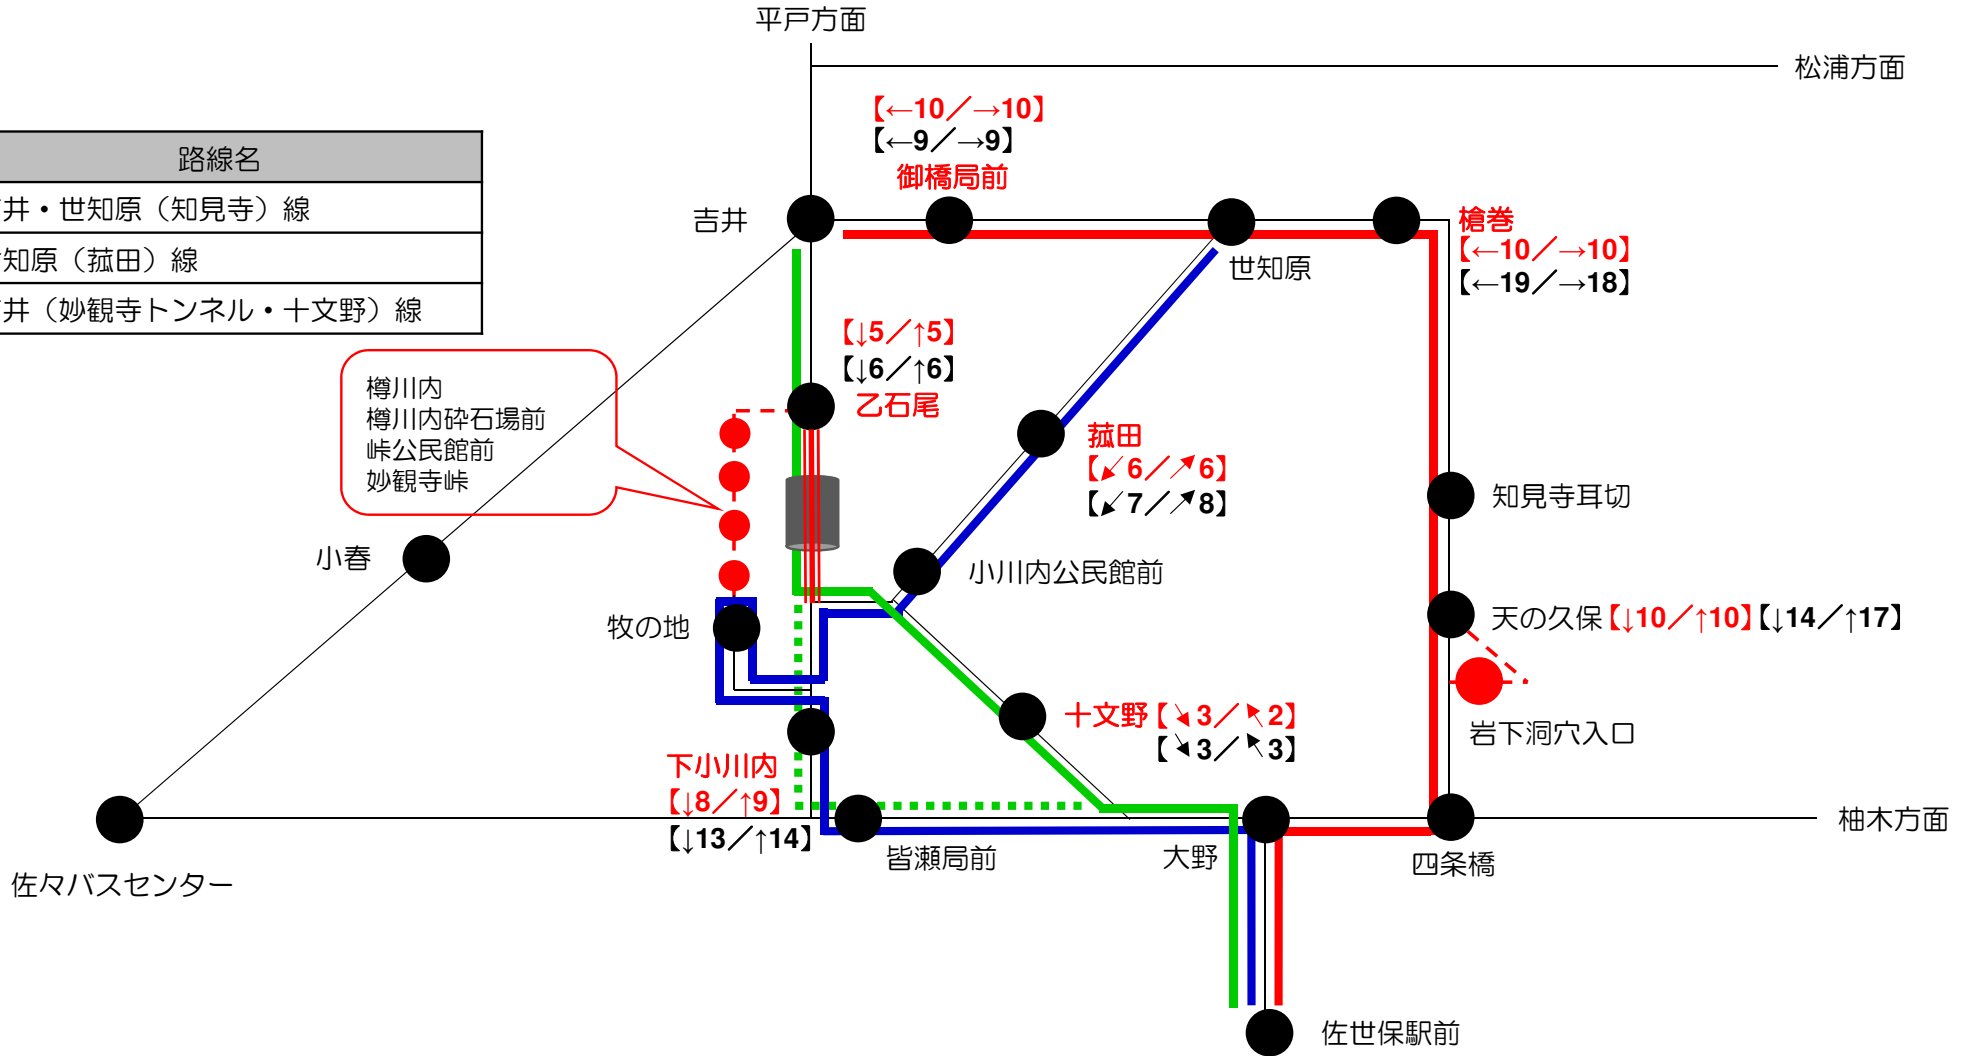 平戸方面
松浦方面
【←10／→10】
【←9／→9】
御橋局前
路線名
井・世知原（知見寺）線
知原（菰田）線
井（妙観寺トンネル・十文野）線
吉井
世知原
槍巻
【←10／→10】
【←19／→18】
【↓5／↑5】
【↓6／↑6】
乙石尾
樽川内
樽川内砕石場前
峠公民館前
妙観寺峠
菰田
【↙6／↗6】
【↙7／↗8】
知見寺耳切
小春
小川内公民館前
牧の地
天の久保【↓10／↑10】【↓14／↑17】
十文野【↘3／↖2】
【↘3／↖3】
岩下洞穴入口
下小川内
【↓8／↑9】
【↓13／↑14】
皆瀬局前
大野
四条橋
柚木方面
佐々バスセンター
佐世保駅前